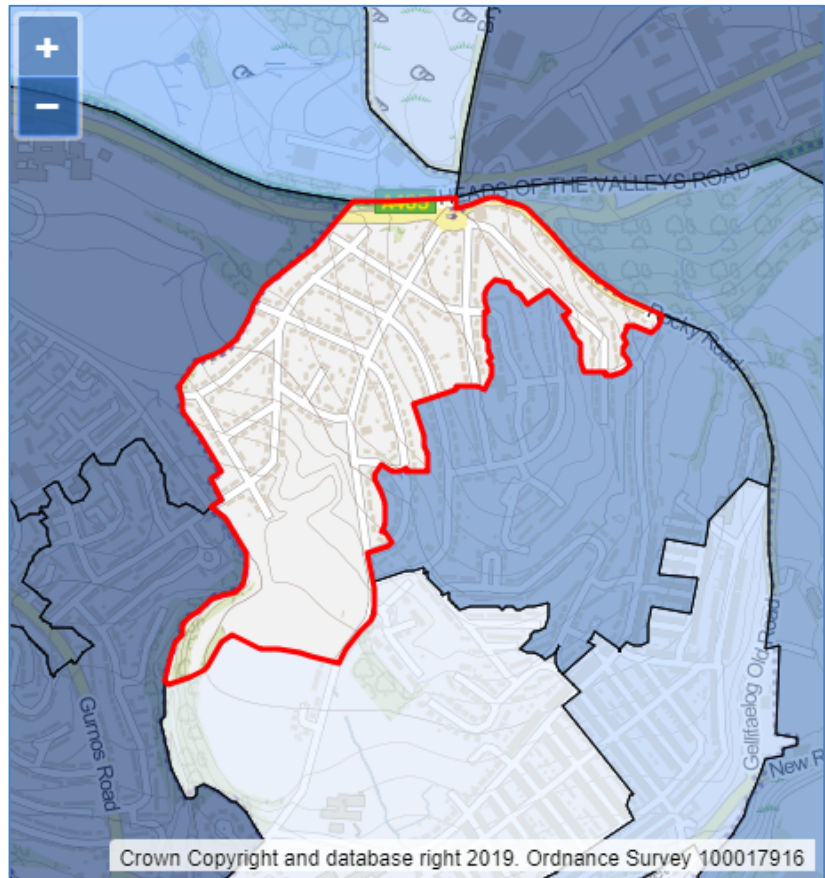 +
−
A465
HEADS OF THE VALLEYS ROAD
Rocky Road
Gellifaelog Old Road
Gurnos Road
New R
Crown Copyright and database right 2019. Ordnance Survey 100017916